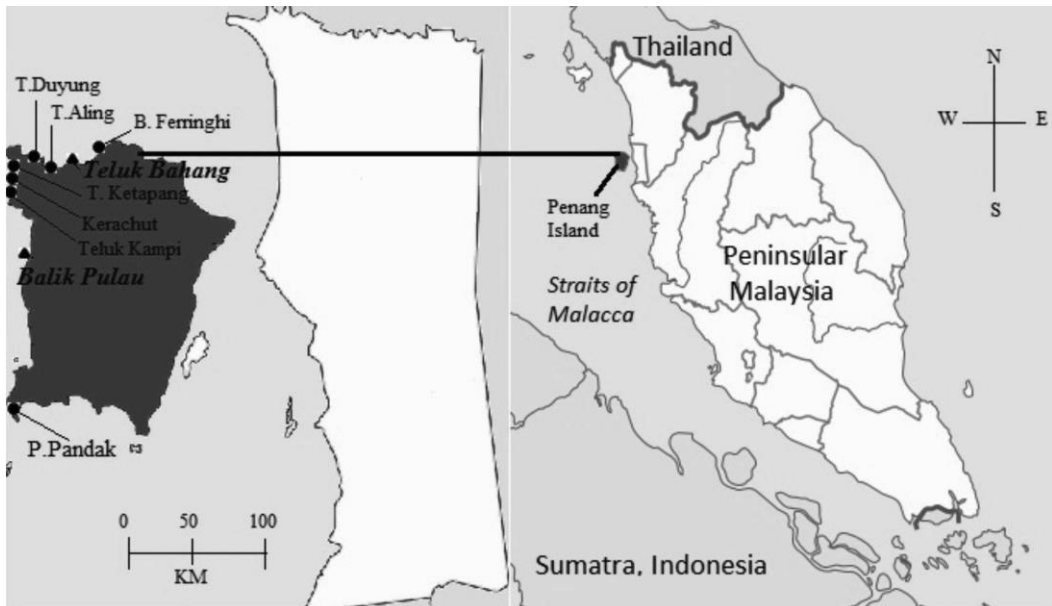 T.Duyung
T.Aling
B. Ferringhi
Teluk Bahang
T. Ketapang
Kerachut
Teluk Kampi
Balik Pulau
P.Pandak
0 50 100
KM
Thailand
N
W E
S
Penang
Island
Peninsular
Malaysia
Straits of
Malacca
Sumatra, Indonesia